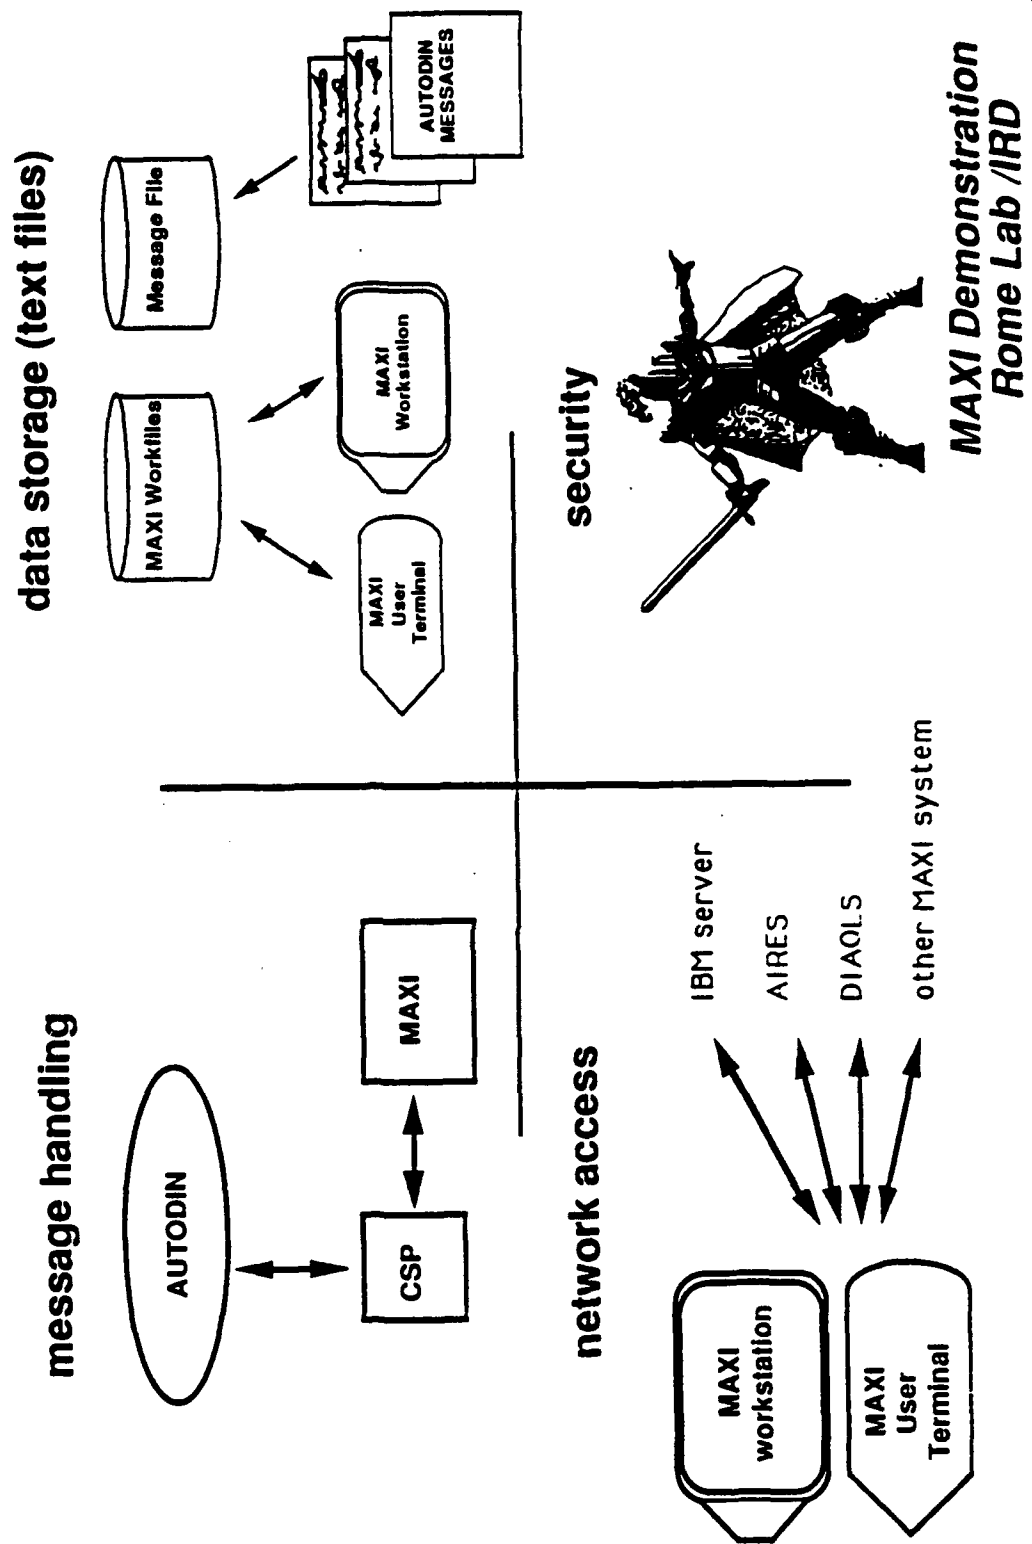 message handling
AUTODIN
CSP
MAXI
data storage (text files)
MAXI Workfiles
Message File
MAXI
User
Terminal
MAXI
Workstation
AUTODIN
MESSAGES
network access
MAXI
workstation
MAXI
User
Terminal
IBM server
AIRES
DIAOLS
other MAXI system
security
MAXI Demonstration
Rome Lab /IRD